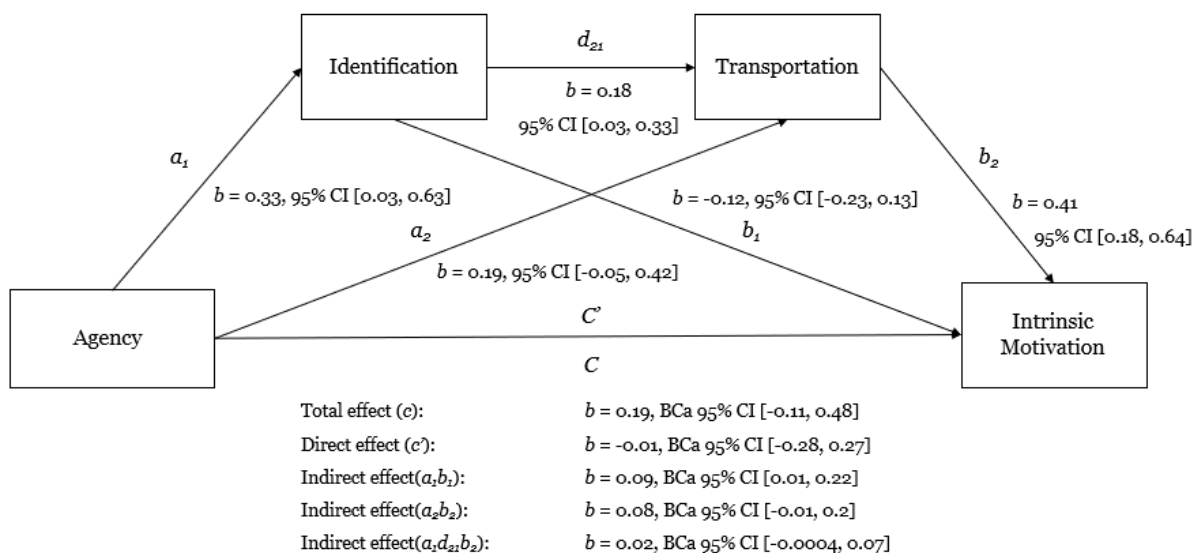 d21
Identification
Transportation
b = 0.18
95% CI [0.03, 0.33]
a1
b2
b = 0.33, 95% CI [0.03, 0.63]
b = -0.12, 95% CI [-0.23, 0.13]
b = 0.41
a2
b1
95% CI [0.18, 0.64]
b = 0.19, 95% CI [-0.05, 0.42]
Agency
C’
Intrinsic
Motivation
C
Total effect (c): b = 0.19, BCa 95% CI [-0.11, 0.48]
Direct effect (c’): b = -0.01, BCa 95% CI [-0.28, 0.27]
Indirect effect(a1b1): b = 0.09, BCa 95% CI [0.01, 0.22]
Indirect effect(a2b2): b = 0.08, BCa 95% CI [-0.01, 0.2]
Indirect effect(a1d21b2): b = 0.02, BCa 95% CI [-0.0004, 0.07]